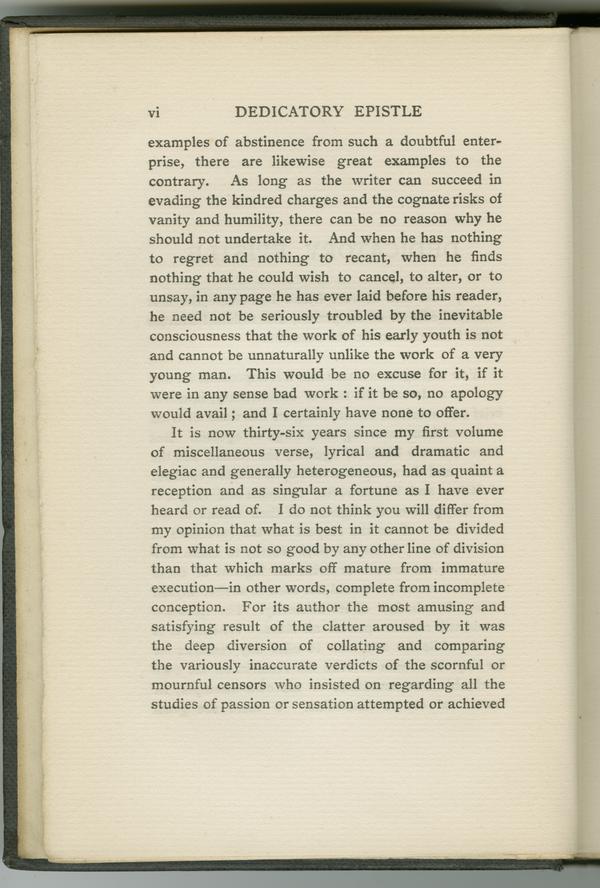 vi DEDICATORY EPISTLE
examples of abstinence from such a doubtful enter-
prise, there are likewise great examples to the
contrary. As long as the writer can succeed in
evading the kindred charges and the cognate risks of
vanity and humility, there can be no reason why he
should not undertake it. And when he has nothing
to regret and nothing to recant, when he finds
nothing that he could wish to cancel, to alter, or to
unsay, in any page he has ever laid before his reader,
he need not be seriously troubled by the inevitable
consciousness that the work of his early youth is not
and cannot be unnaturally unlike the work of a very
young man. This would be no excuse for it, if it
were in any sense bad work : if it be so, no apology
would avail ; and I certainly have none to offer.
It is now thirty-six years since my first volume
of miscellaneous verse, lyrical and dramatic and
elegiac and generally heterogeneous, had as quaint a
reception and as singular a fortune as I have ever
heard or read of. I do not think you will differ from
my opinion that what is best in it cannot be divided
from what is not so good by any other line of division
than that which marks off mature from immature
execution—in other words, complete from incomplete
conception. For its author the most amusing and
satisfying result of the clatter aroused by it was
the deep diversion of collating and comparing
the variously inaccurate verdicts of the scornful or
mournful censors who insisted on regarding all the
studies of passion or sensation attempted or achieved